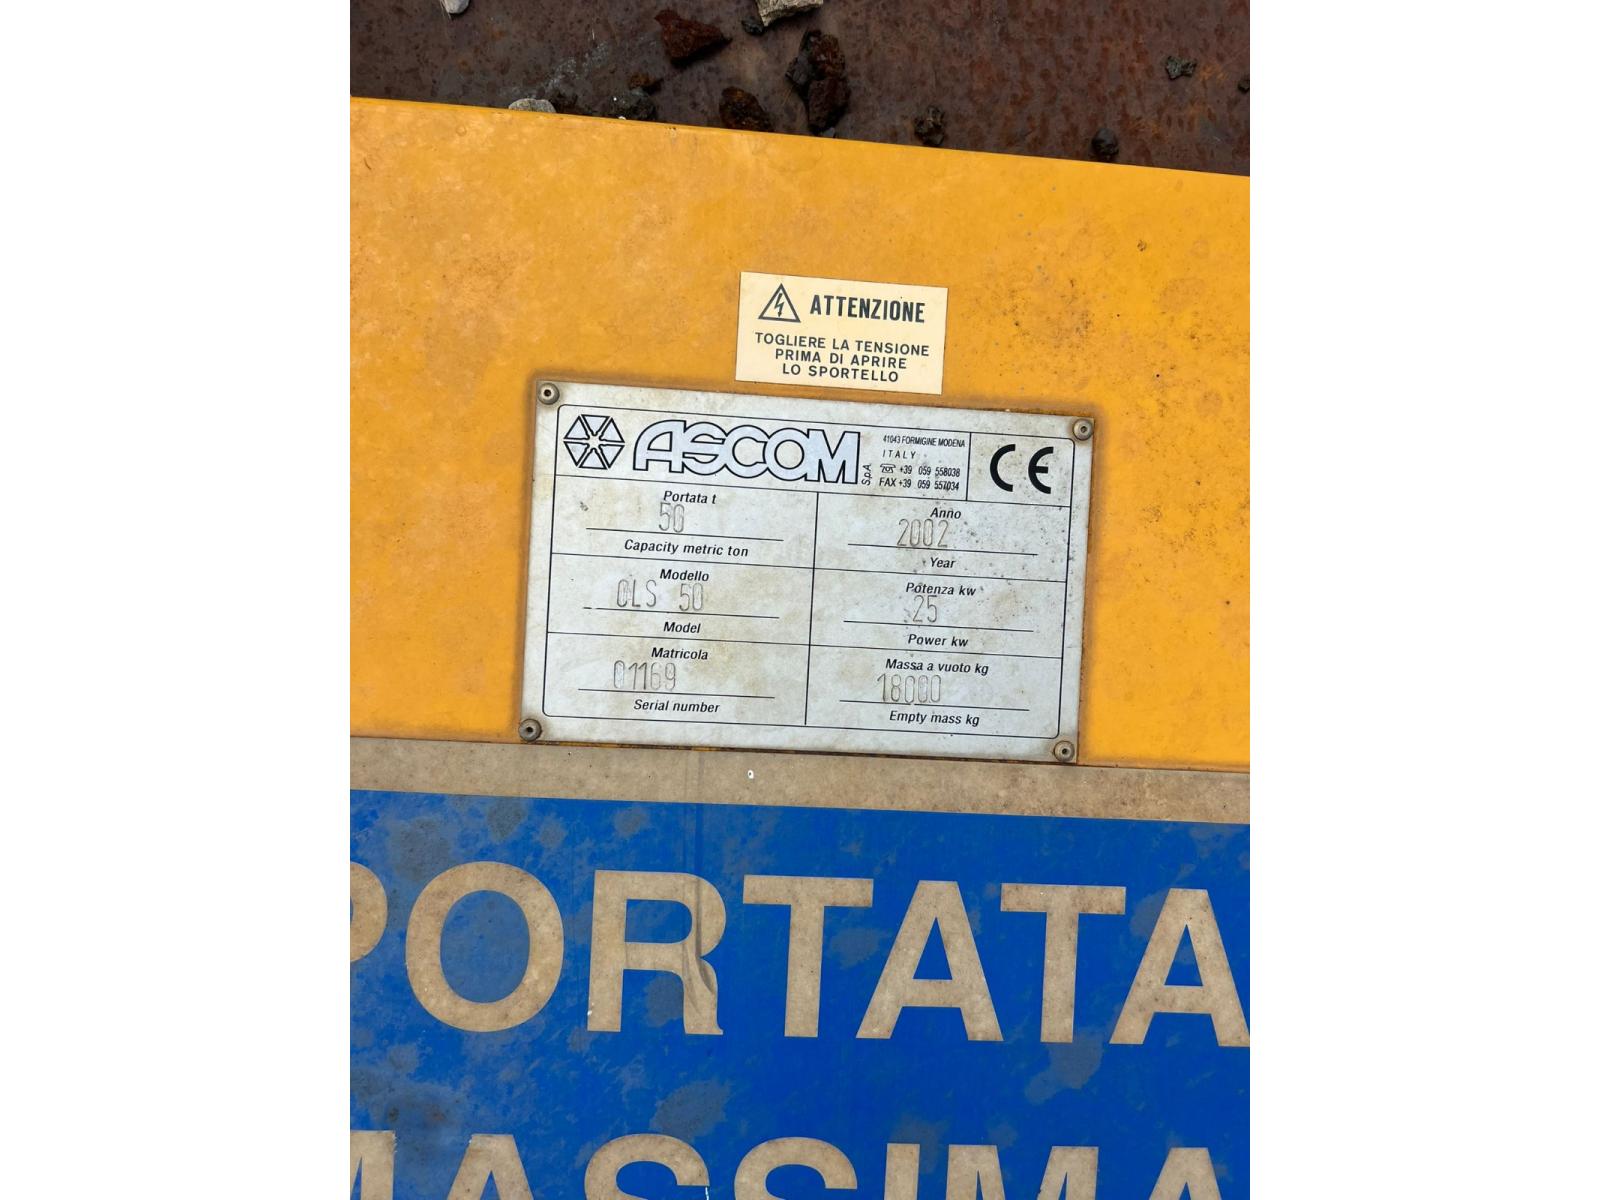 ATTENZIONE
TOGLIERE LA TENSIONE
PRIMA DI APRIRE
LO SPORTELLO
ASCOM S.p.A.
41043 FORMIGINE MODENA
ITALY
☏ +39 059 558038
FAX +39 059 557034
CE
Portata t
50
Capacity metric ton
Anno
2002
Year
Modello
OLS 50
Model
Potenza kw
25
Power kw
Matricola
01169
Serial number
Massa a vuoto kg
18000
Empty mass kg
PORTATA
MASSIMA